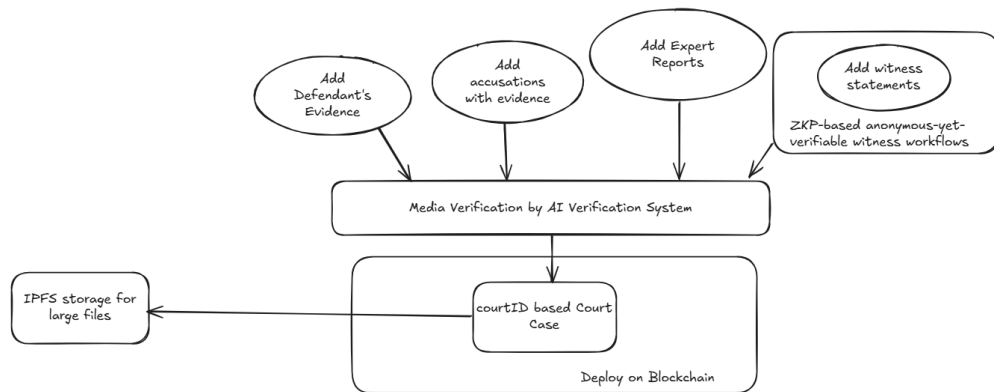 Add
Defendant's
Evidence
Add
accusations
with evidence
Add Expert
Reports
Add witness
statements
ZKP-based anonymous-yet-
verifiable witness workflows
Media Verification by AI Verification System
IPFS storage for
large files
courtID based Court
Case
Deploy on Blockchain